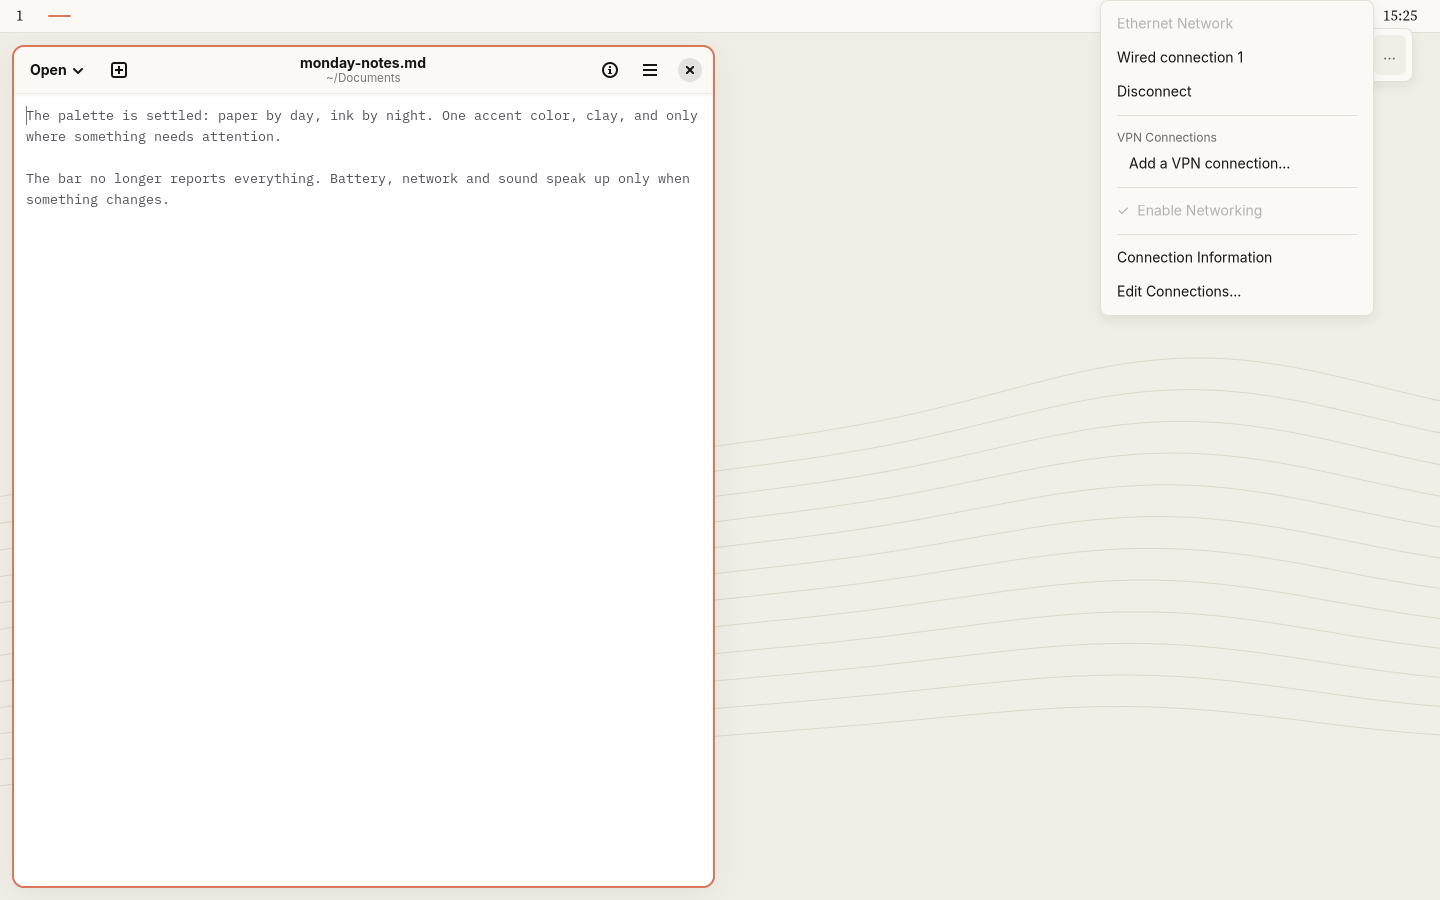 1
15:25
Open
monday-notes.md
~/Documents
The palette is settled: paper by day, ink by night. One accent color, clay, and only
where something needs attention.
The bar no longer reports everything. Battery, network and sound speak up only when
something changes.
Ethernet Network
Wired connection 1
Disconnect
VPN Connections
Add a VPN connection...
✓ Enable Networking
Connection Information
Edit Connections...
...